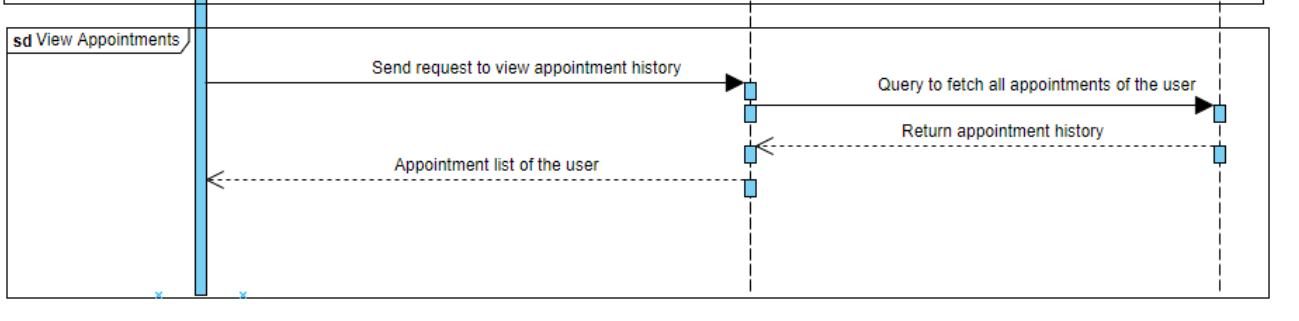 sd View Appointments
Send request to view appointment history
Query to fetch all appointments of the user
Return appointment history
Appointment list of the user